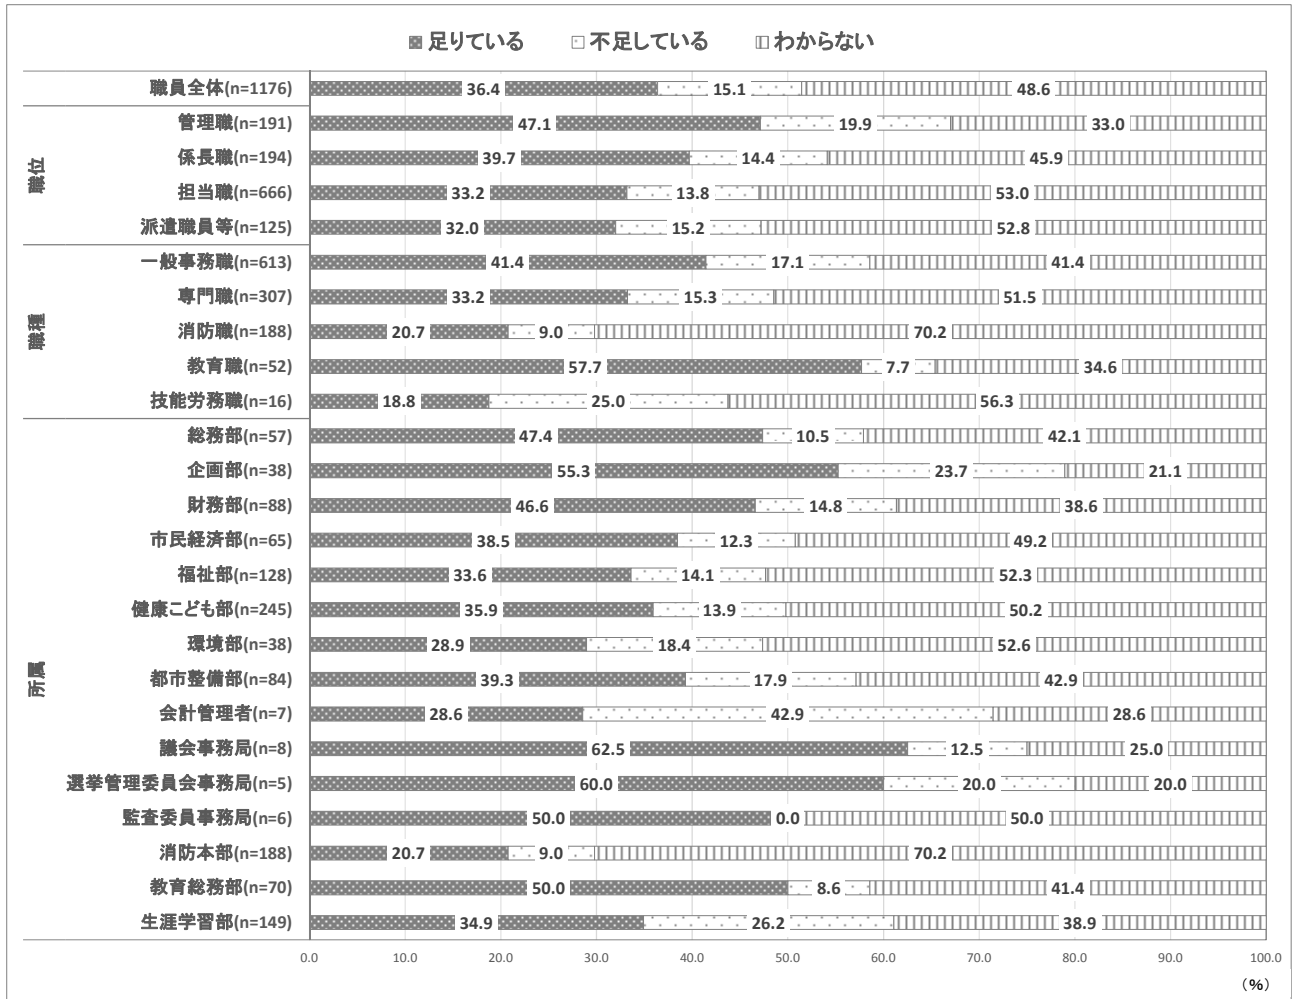 足りている 不足している わからない
職員全体(n=1176) 36.4 15.1 48.6
職位
管理職(n=191) 47.1 19.9 33.0
係長職(n=194) 39.7 14.4 45.9
担当職(n=666) 33.2 13.8 53.0
派遣職員等(n=125) 32.0 15.2 52.8
職種
一般事務職(n=613) 41.4 17.1 41.4
専門職(n=307) 33.2 15.3 51.5
消防職(n=188) 20.7 9.0 70.2
教育職(n=52) 57.7 7.7 34.6
技能労務職(n=16) 18.8 25.0 56.3
所属
総務部(n=57) 47.4 10.5 42.1
企画部(n=38) 55.3 23.7 21.1
財務部(n=88) 46.6 14.8 38.6
市民経済部(n=65) 38.5 12.3 49.2
福祉部(n=128) 33.6 14.1 52.3
健康こども部(n=245) 35.9 13.9 50.2
環境部(n=38) 28.9 18.4 52.6
都市整備部(n=84) 39.3 17.9 42.9
会計管理者(n=7) 28.6 42.9 28.6
議会事務局(n=8) 62.5 12.5 25.0
選挙管理委員会事務局(n=5) 60.0 20.0 20.0
監査委員事務局(n=6) 50.0 0.0 50.0
消防本部(n=188) 20.7 9.0 70.2
教育総務部(n=70) 50.0 8.6 41.4
生涯学習部(n=149) 34.9 26.2 38.9
0.0 10.0 20.0 30.0 40.0 50.0 60.0 70.0 80.0 90.0 100.0
（%）